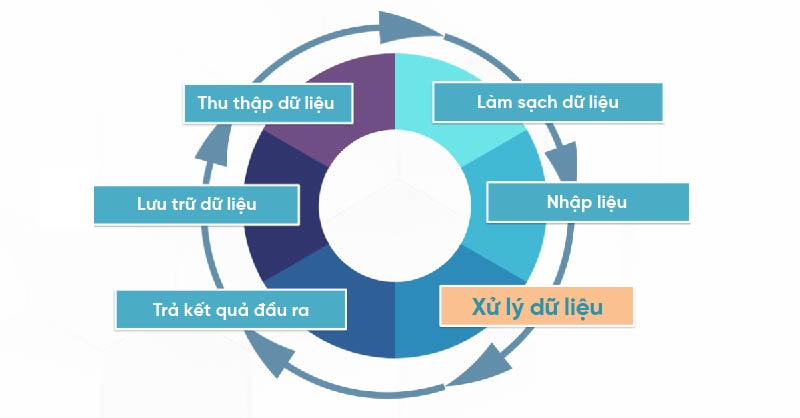 Thu thập dữ liệu
Làm sạch dữ liệu
Lưu trữ dữ liệu
Nhập liệu
Trả kết quả đầu ra
Xử lý dữ liệu